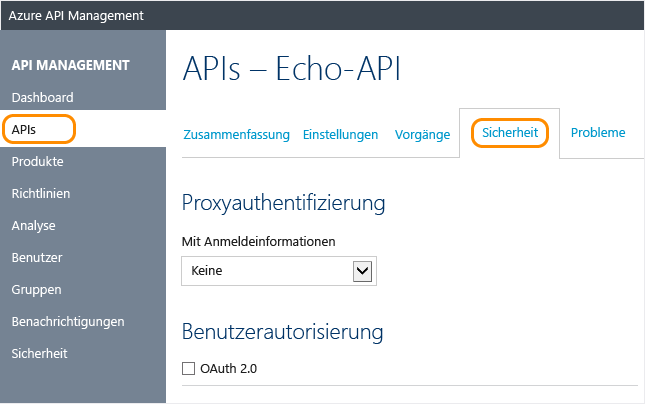 Azure API Management
API MANAGEMENT
Dashboard
APIs
Produkte
Richtlinien
Analyse
Benutzer
Gruppen
Benachrichtigungen
Sicherheit
APIs – Echo-API
Zusammenfassung Einstellungen Vorgänge Sicherheit Probleme
Proxyauthentifizierung
Mit Anmeldeinformationen
Keine
Benutzerautorisierung
OAuth 2.0